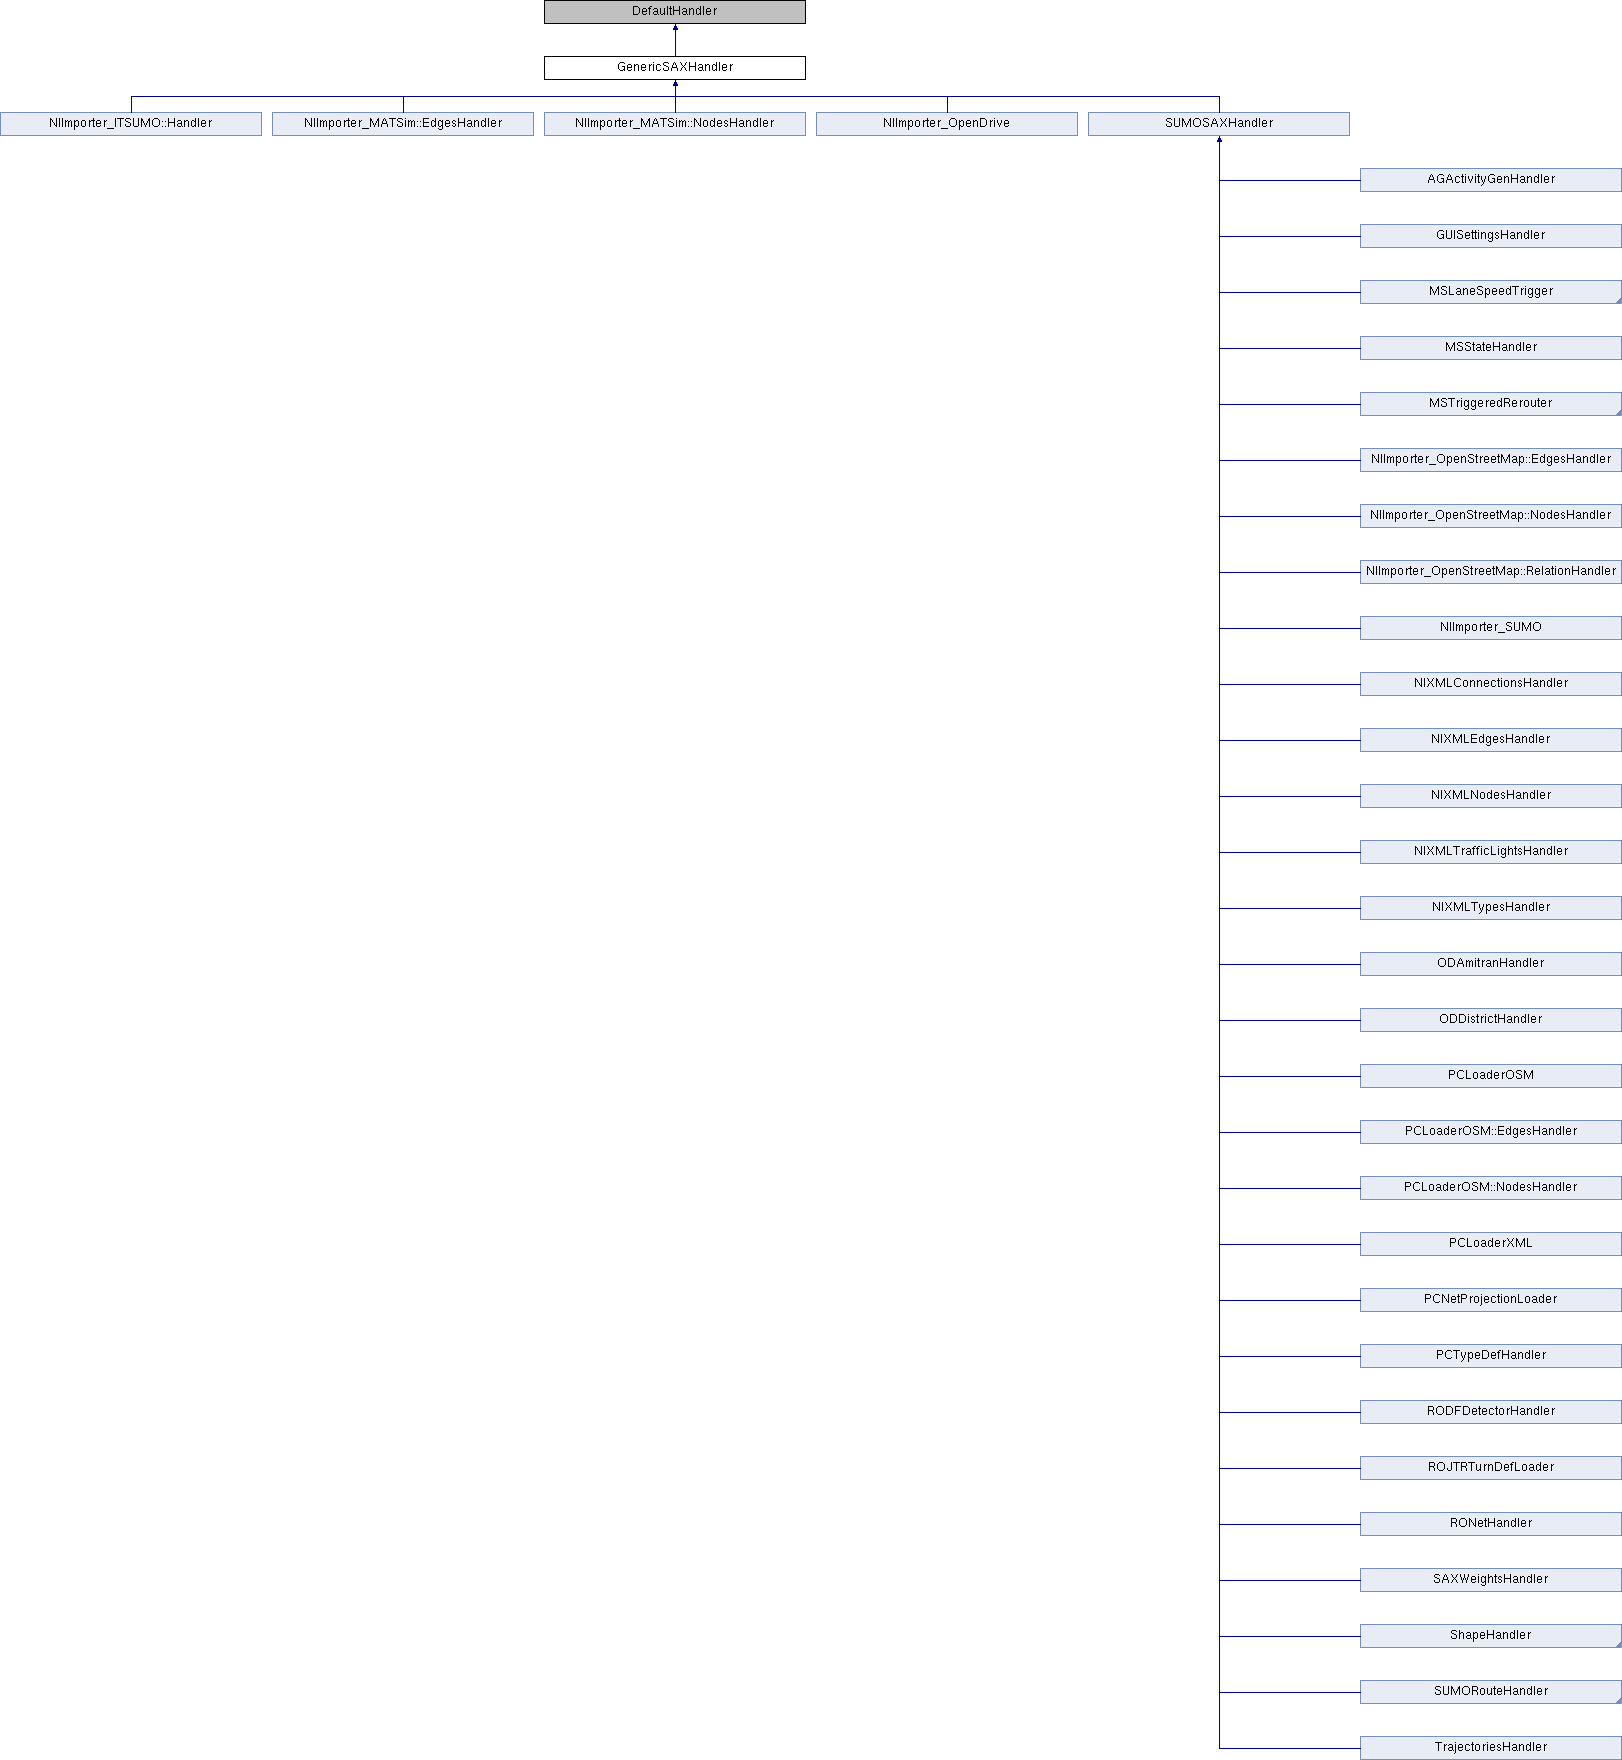 DefaultHandler
GenericSAXHandler
NIImporter_ITSUMO::Handler
NIImporter_MATSim::EdgesHandler
NIImporter_MATSim::NodesHandler
NIImporter_OpenDrive
SUMOSAXHandler
AGActivityGenHandler
GUISettingsHandler
MSLaneSpeedTrigger
MSStateHandler
MSTriggeredRerouter
NIImporter_OpenStreetMap::EdgesHandler
NIImporter_OpenStreetMap::NodesHandler
NIImporter_OpenStreetMap::RelationHandler
NIImporter_SUMO
NIXMLConnectionsHandler
NIXMLEdgesHandler
NIXMLNodesHandler
NIXMLTrafficLightsHandler
NIXMLTypesHandler
ODAmitranHandler
ODDistrictHandler
PCLoaderOSM
PCLoaderOSM::EdgesHandler
PCLoaderOSM::NodesHandler
PCLoaderXML
PCNetProjectionLoader
PCTypeDefHandler
RODFDetectorHandler
ROJTRTurnDefLoader
RONetHandler
SAXWeightsHandler
ShapeHandler
SUMORouteHandler
TrajectoriesHandler